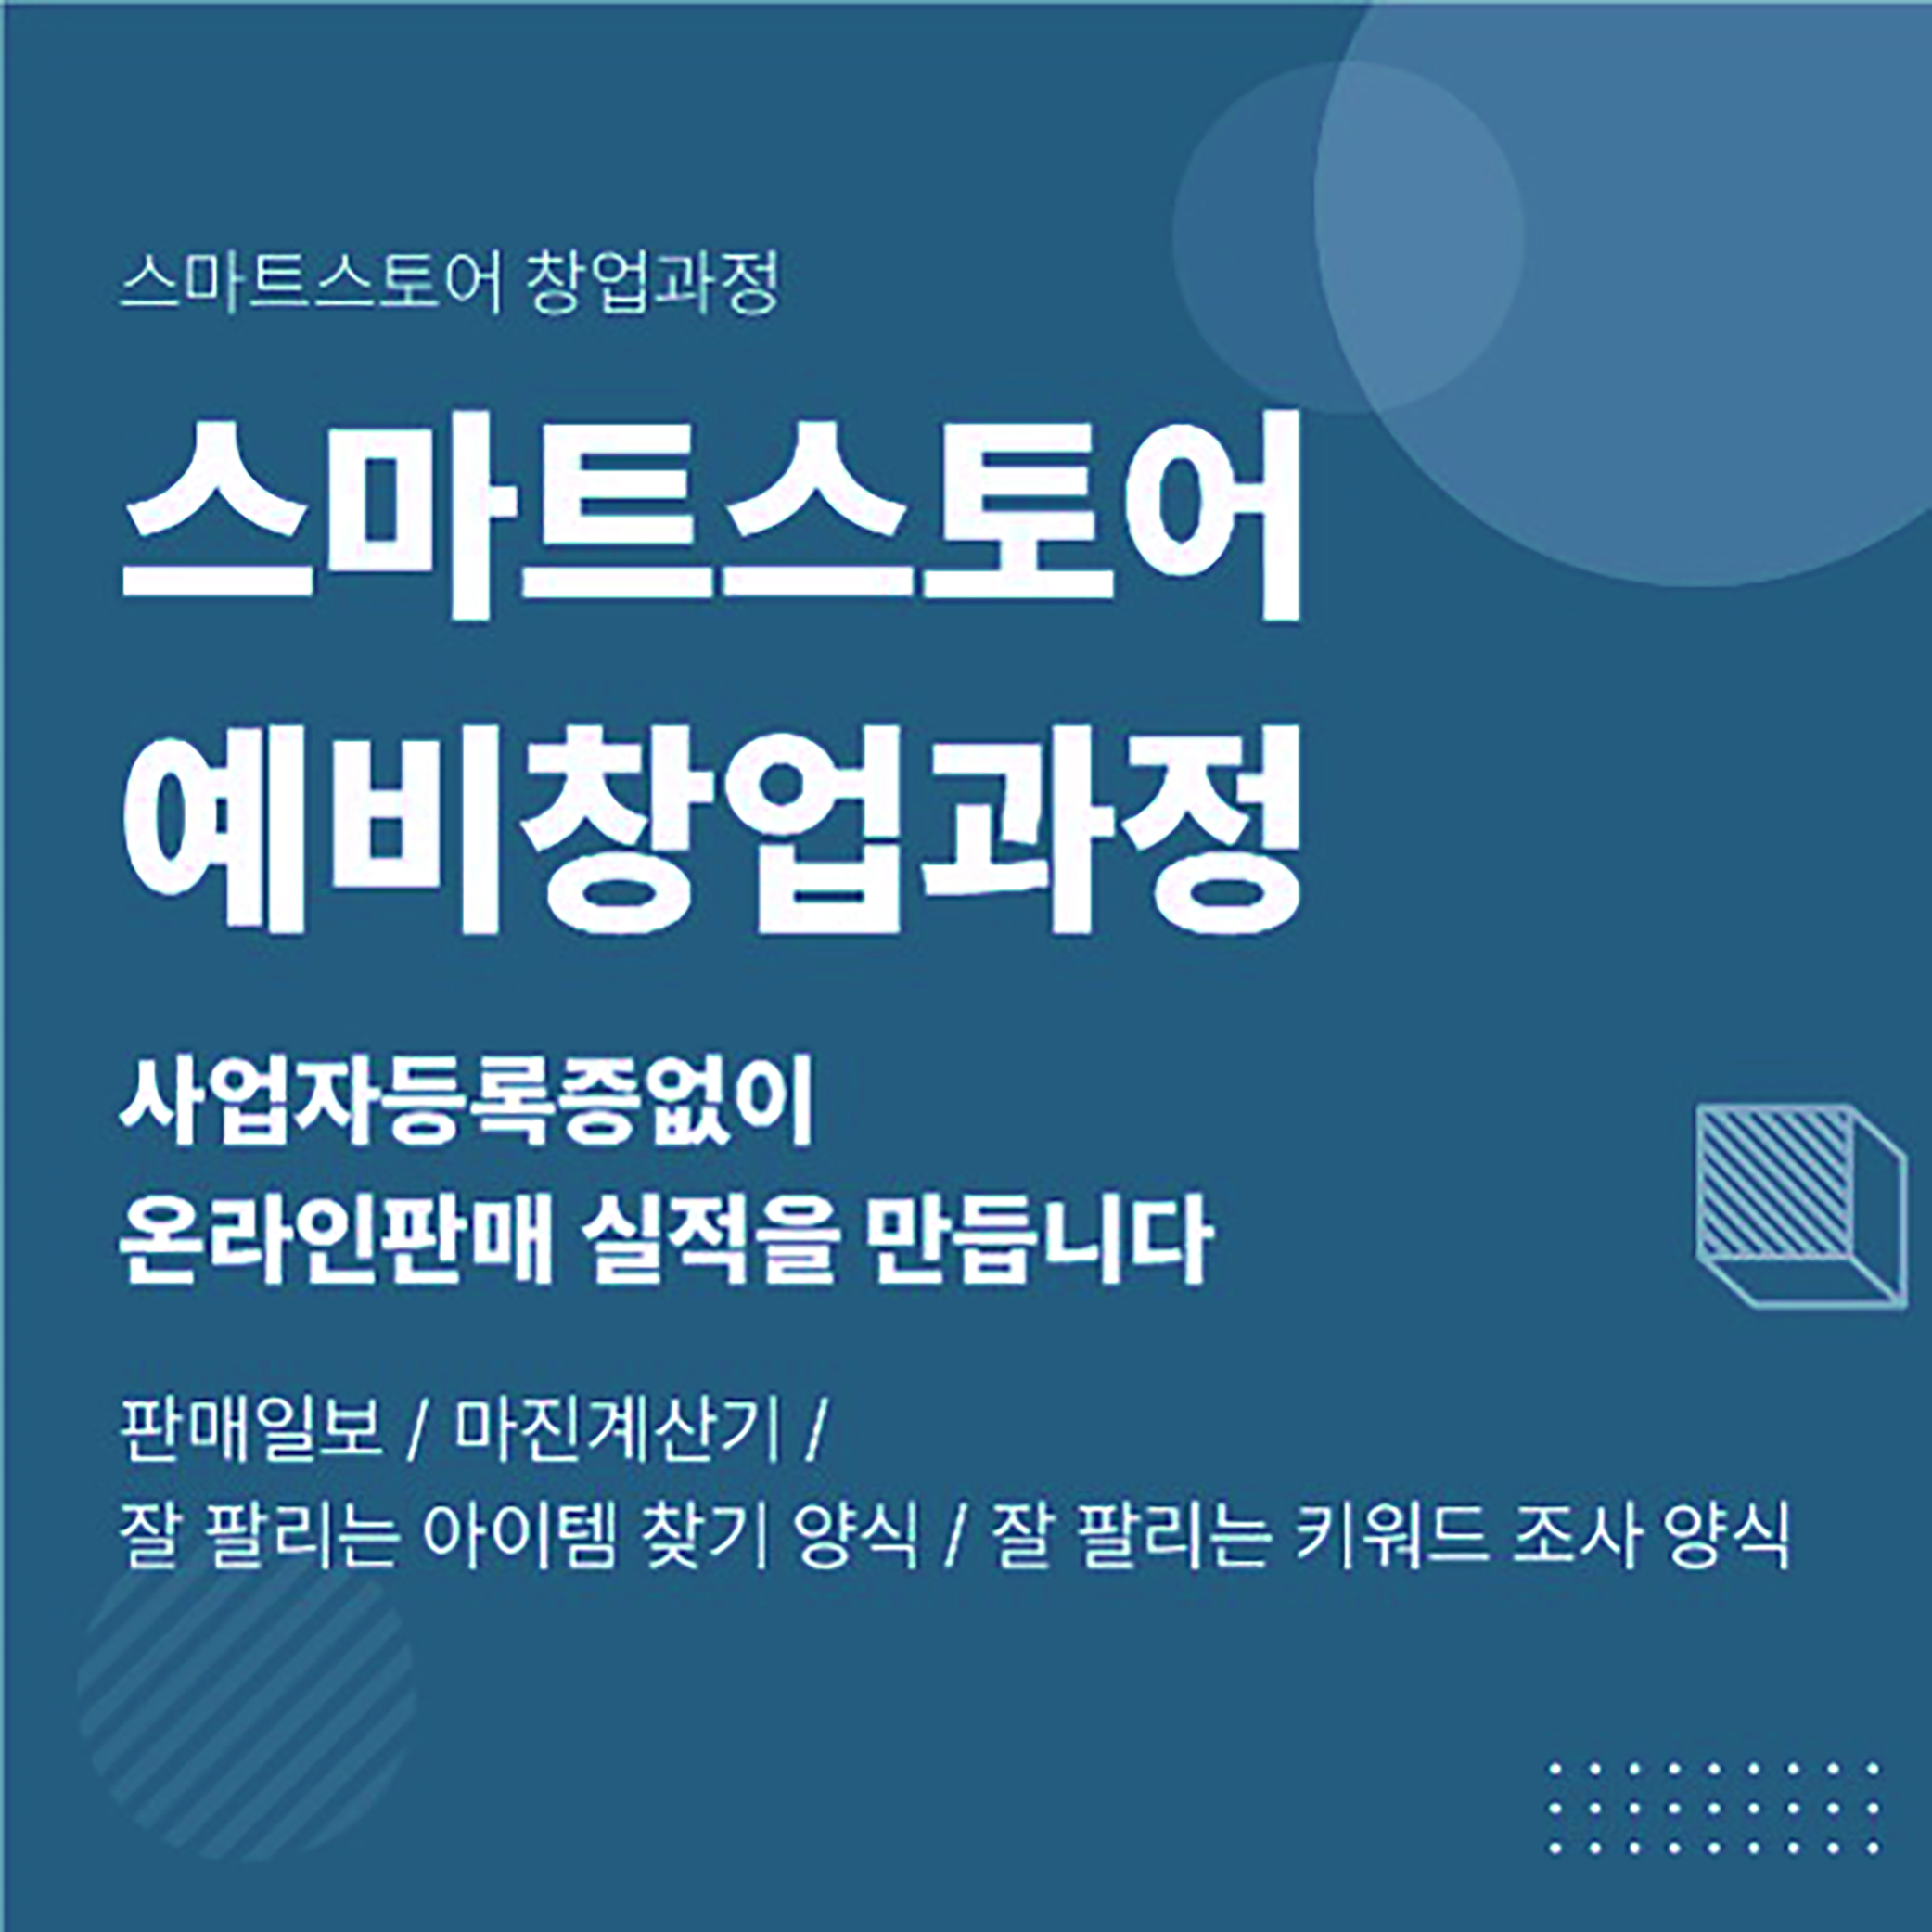 스마트스토어 창업과정
스마트스토어
예비창업과정
사업자등록증없이
온라인판매 실적을 만듭니다
판매일보 / 마진계산기 /
잘 팔리는 아이템 찾기 양식 / 잘 팔리는 키워드 조사 양식